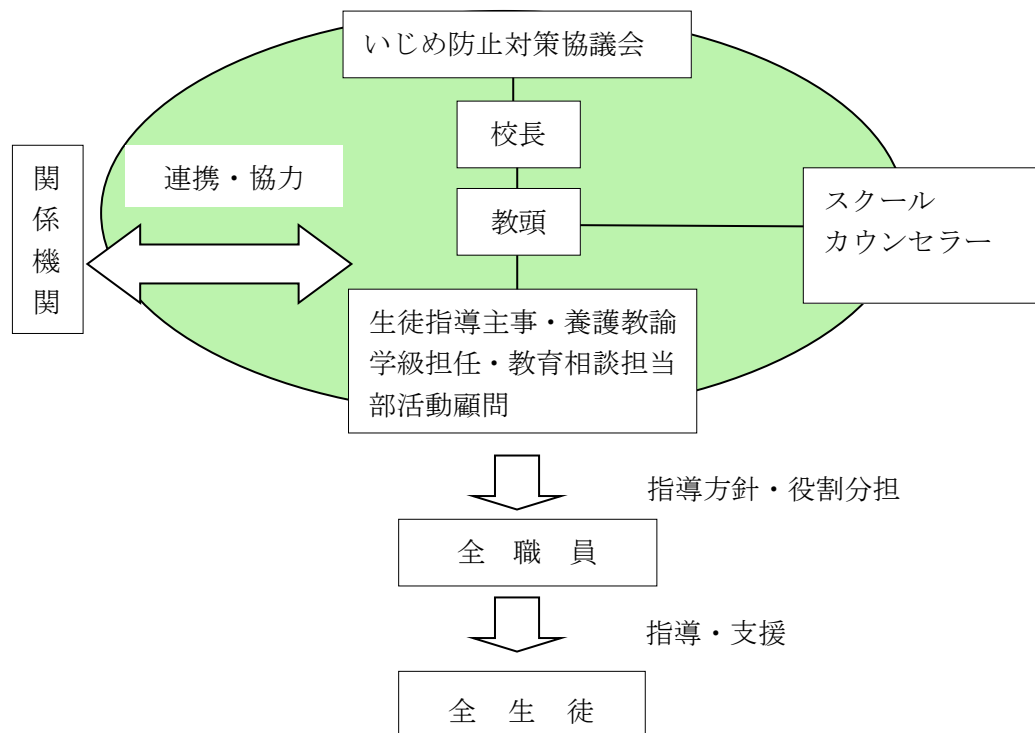 いじめ防止対策協議会
校長
連携・協力
関係機関
教頭
スクール
カウンセラー
生徒指導主事・養護教諭
学級担任・教育相談担当
部活動顧問
指導方針・役割分担
全　職　員
指導・支援
全　生　徒